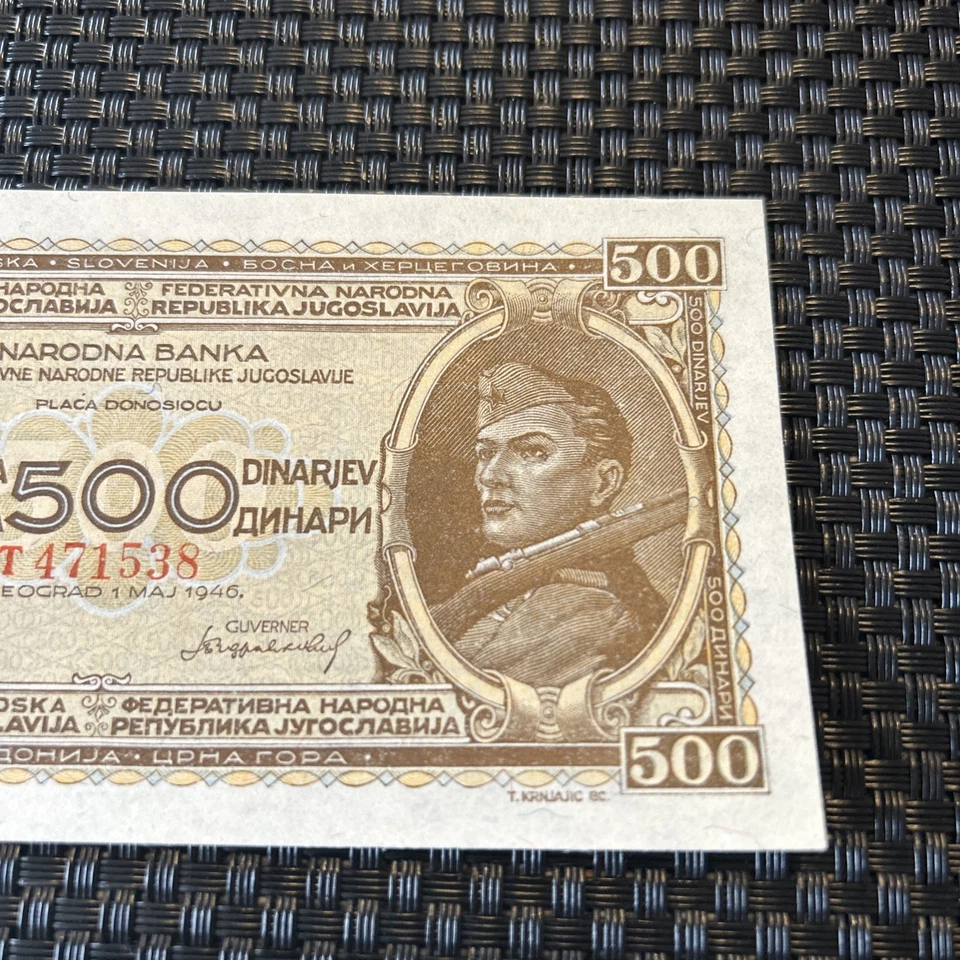 SKA · SLOVENIJA · БОСНА и ХЕРЦЕГОВИНА ·
500
НАРОДНА
ОСЛАВИЈА
FEDERATIVNA NARODNA
REPUBLIKA JUGOSLAVIJA
500 DINARJEV
NARODNA BANKA
VNE NARODNE REPUBLIKE JUGOSLAVIJE
PLAĆA DONOSIOCU
500
DINARJEV
ДИНАРИ
T 471538
EOGRAD 1 MAJ 1946.
GUVERNER
500 ДИНАРИ
OSKA
LAVIJA
ФЕДЕРАТИВНА НАРОДНА
РЕПУБЛИКА ЈУГОСЛАВИЈА
ДОНИЈА · ЦРНА ГОРА ·
500
T. KRNJAJIC BC.